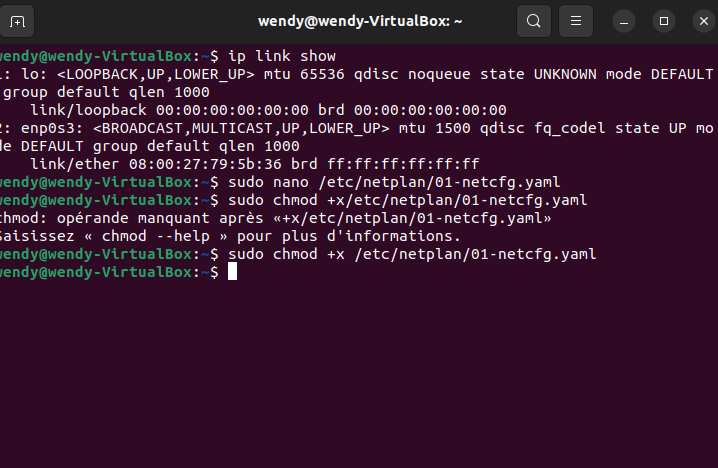 wendy@wendy-VirtualBox: ~
wendy@wendy-VirtualBox:~$ ip link show
1: lo: <LOOPBACK,UP,LOWER_UP> mtu 65536 qdisc noqueue state UNKNOWN mode DEFAULT
group default qlen 1000
link/loopback 00:00:00:00:00:00 brd 00:00:00:00:00:00
2: enp0s3: <BROADCAST,MULTICAST,UP,LOWER_UP> mtu 1500 qdisc fq_codel state UP mo
de DEFAULT group default qlen 1000
link/ether 08:00:27:79:5b:36 brd ff:ff:ff:ff:ff:ff
wendy@wendy-VirtualBox:~$ sudo nano /etc/netplan/01-netcfg.yaml
wendy@wendy-VirtualBox:~$ sudo chmod +x/etc/netplan/01-netcfg.yaml
chmod: opérande manquant après «+x/etc/netplan/01-netcfg.yaml»
Saisissez « chmod --help » pour plus d'informations.
wendy@wendy-VirtualBox:~$ sudo chmod +x /etc/netplan/01-netcfg.yaml
wendy@wendy-VirtualBox:~$